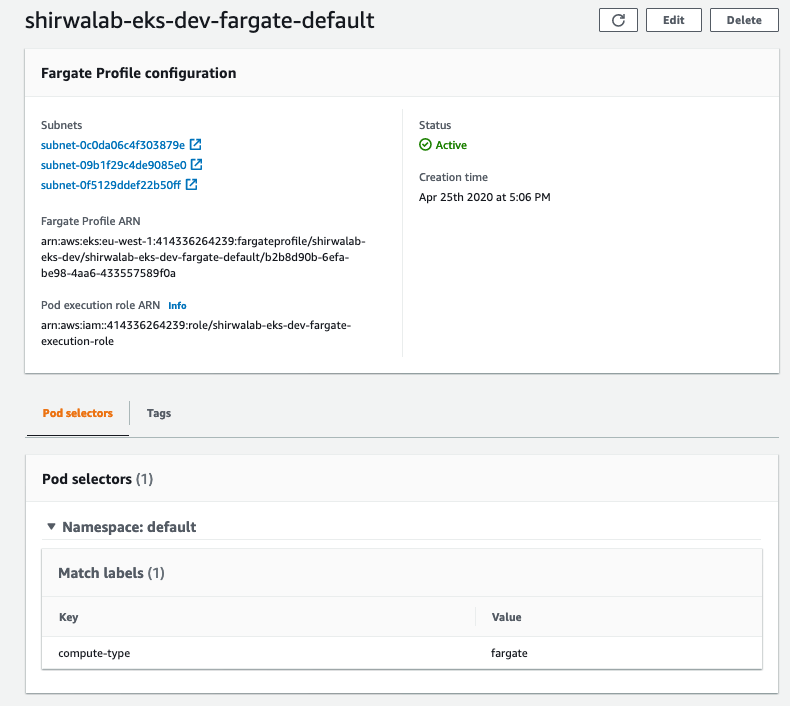 shirwalab-eks-dev-fargate-default
Edit
Delete
Fargate Profile configuration
Subnets
subnet-0c0da06c4f303879e
subnet-09b1f29c4de9085e0
subnet-0f5129ddef22b50ff
Fargate Profile ARN
arn:aws:eks:eu-west-1:414336264239:fargateprofile/shirwalab-
eks-dev/shirwalab-eks-dev-fargate-default/b2b8d90b-6efa-
be98-4aa6-433557589f0a
Pod execution role ARN Info
arn:aws:iam::414336264239:role/shirwalab-eks-dev-fargate-
execution-role
Status
Active
Creation time
Apr 25th 2020 at 5:06 PM
Pod selectors
Tags
Pod selectors (1)
Namespace: default
Match labels (1)
Key Value
compute-type fargate